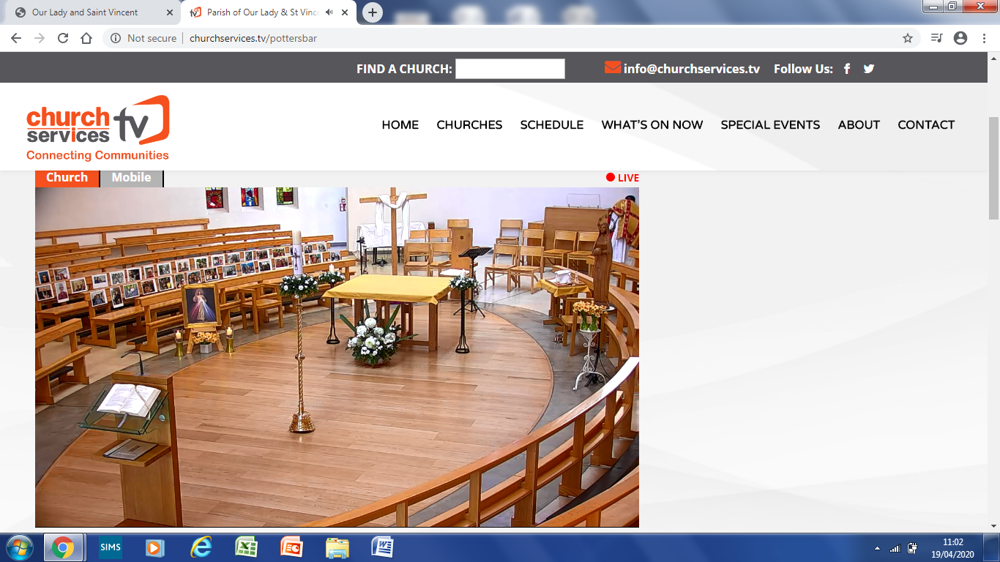 Our Lady and Saint Vincent
Parish of Our Lady & St Vince
Not secure
churchservices.tv/pottersbar
FIND A CHURCH:
info@churchservices.tv
Follow Us:
church
services
tv
Connecting Communities
HOME
CHURCHES
SCHEDULE
WHAT'S ON NOW
SPECIAL EVENTS
ABOUT
CONTACT
Church
Mobile
LIVE
SIMS
11:02
19/04/2020